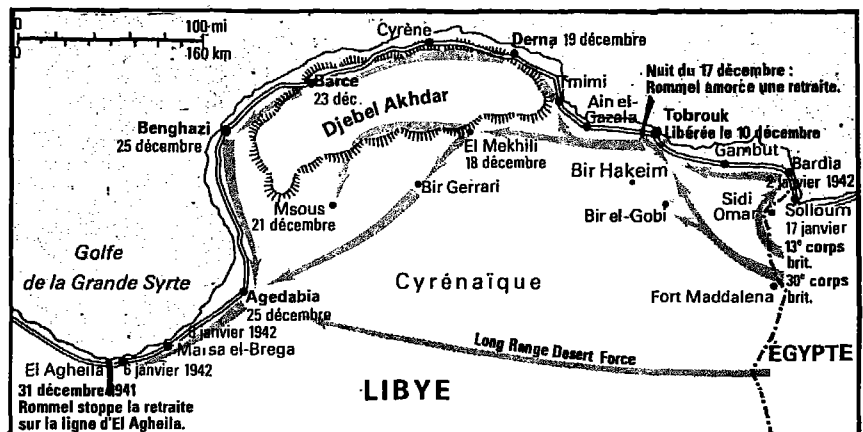 0 100 mi
0 160 km
Cyrène
Derna 19 décembre
Barce
23 déc.
Tmimi
Nuit du 17 décembre :
Rommel amorce une retraite.
Aïn el-
Gazala
Tobrouk
Libérée le 10 décembre
Djebel Akhdar
Benghazi
25 décembre
El Mekhili
18 décembre
Gambut
Bardia
2 janvier 1942
Bir Hakeim
Bir Gerrari
Msous
21 décembre
Bir el-Gobi
Sidi
Omar
Solloum
17 janvier
13e corps
brit.
30e corps
brit.
Golfe
de la Grande Syrte
Cyrénaïque
Fort Maddalena
Agedabia
25 décembre
janvier 1942
Marsa el-Brega
Long Range Desert Force
ÉGYPTE
El Agheila
6 janvier 1942
31 décembre 1941
Rommel stoppe la retraite
sur la ligne d'El Agheila.
LIBYE